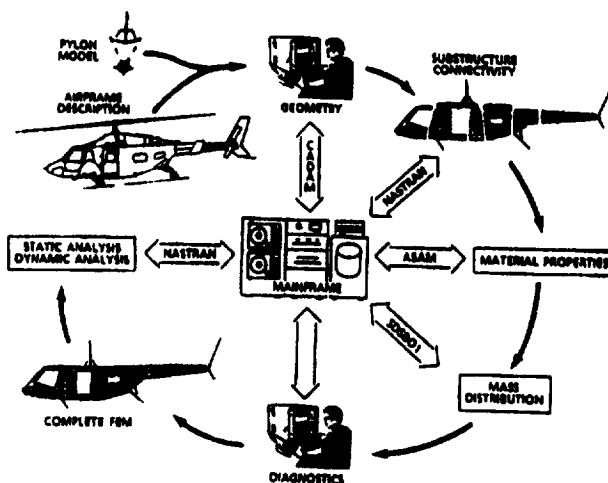 PYLON
MODEL
AIRFRAME
DESCRIPTION
GEOMETRY
SUBSTRUCTURE
CONNECTIVITY
CADAM
NASTRAN
STATIC ANALYSIS
DYNAMIC ANALYSIS
NASTRAN
MAINFRAME
ASAM
MATERIAL PROPERTIES
MASS
DISTRIBUTION
COMPLETE FEM
DIAGNOSTICS